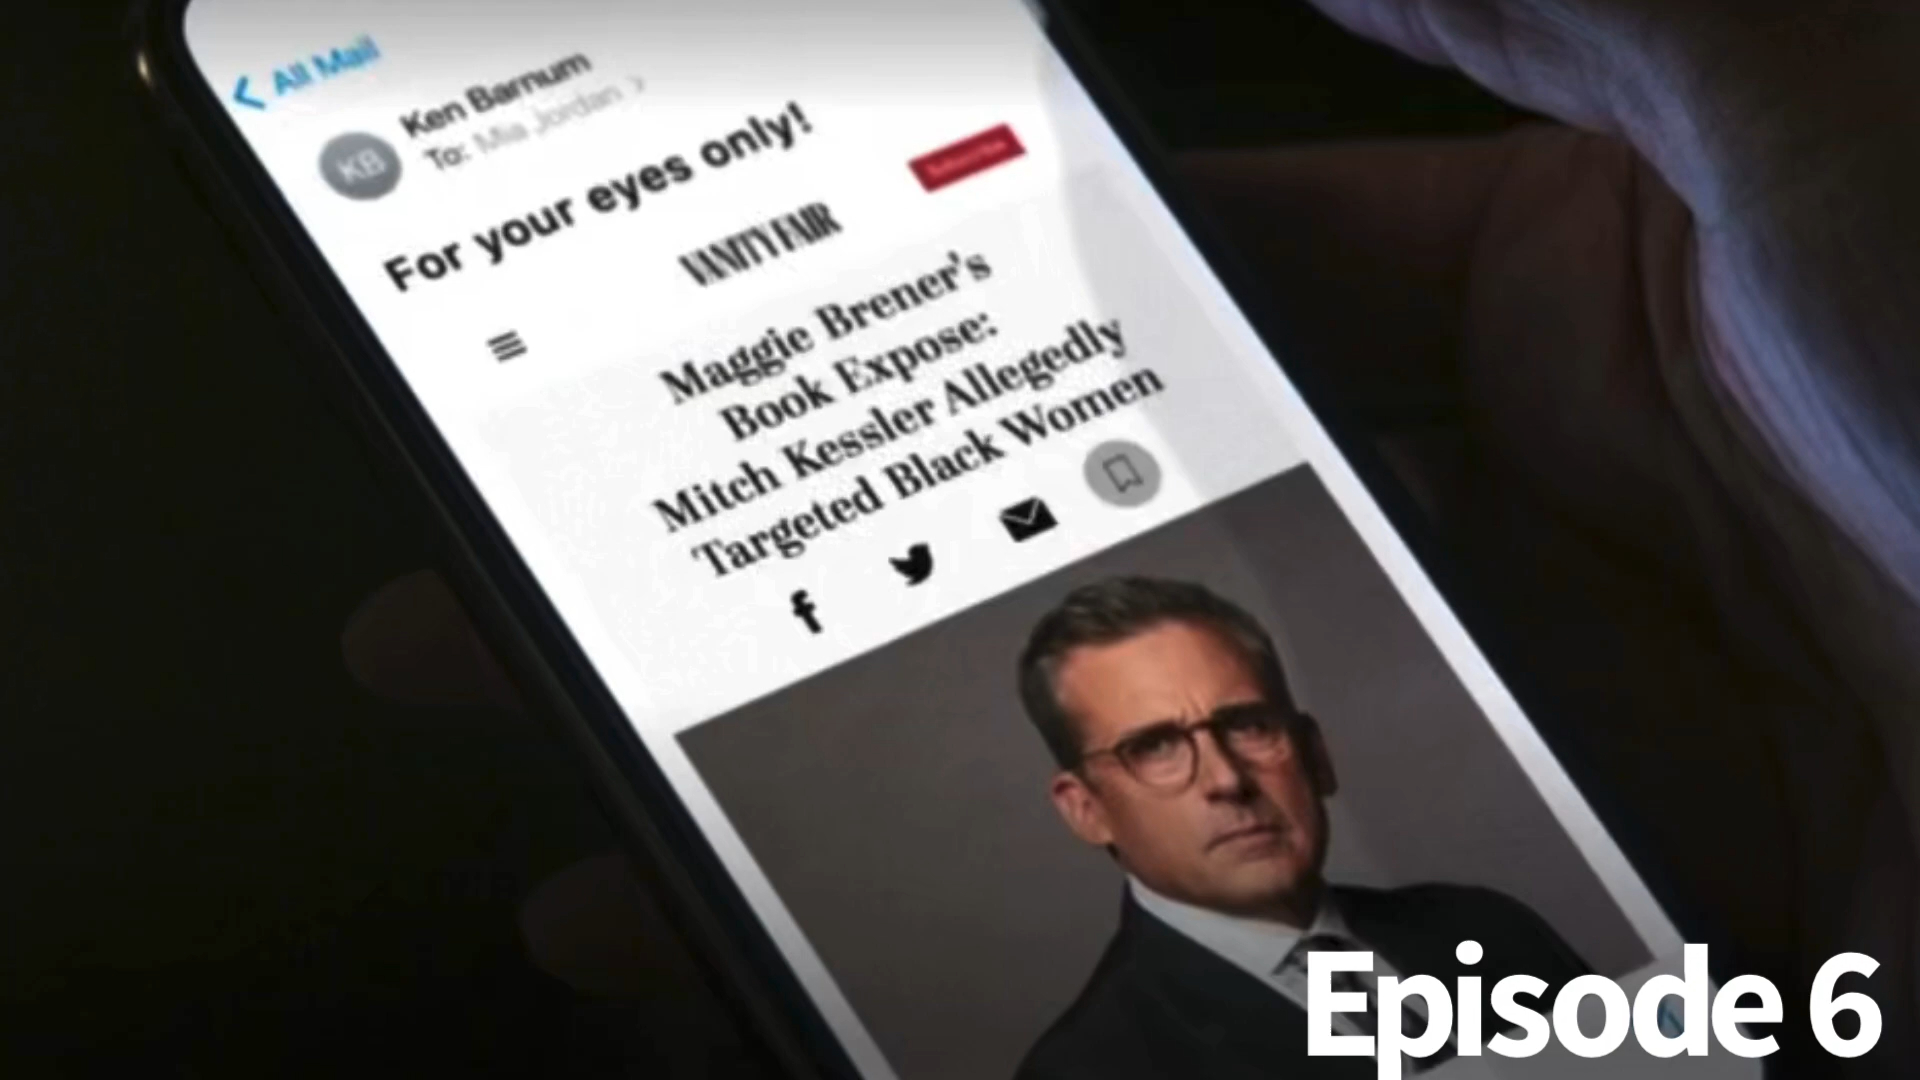 All Mail
KB
Ken Barnum
To: Mia Jordan
For your eyes only!
VANITY FAIR
Maggie Brener's
Book Expose:
Mitch Kessler Allegedly
Targeted Black Women
Episode 6